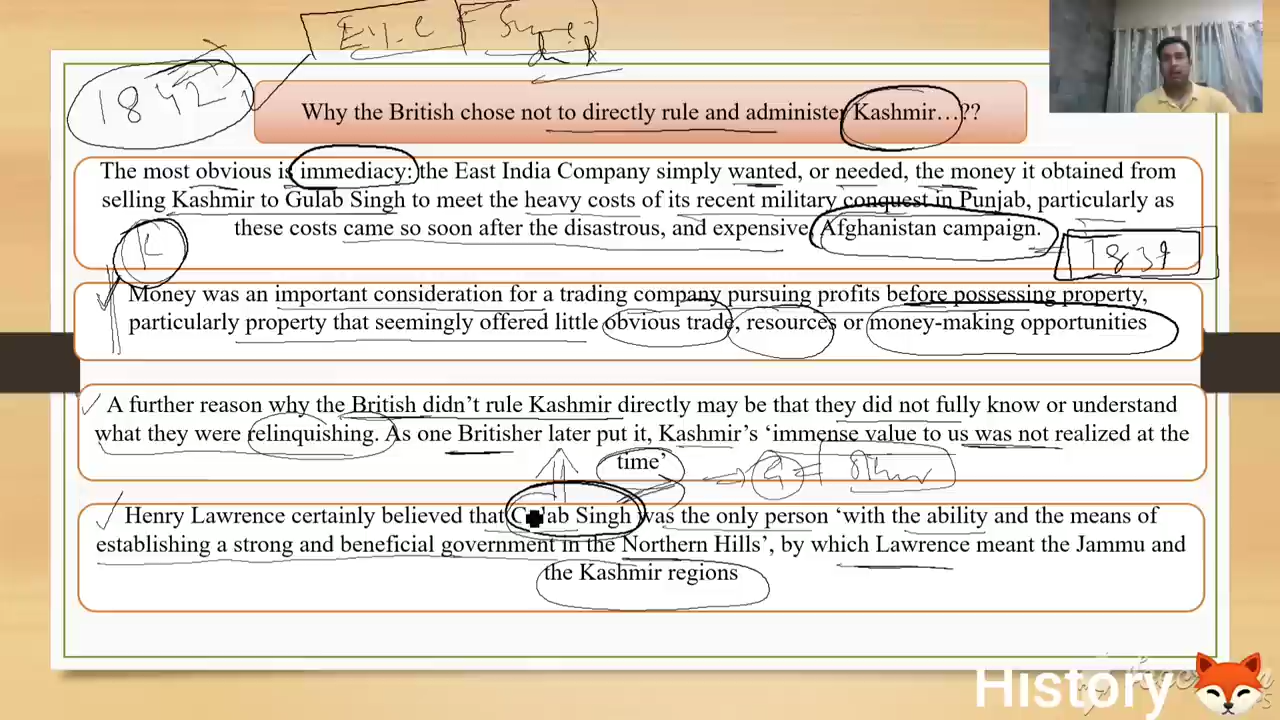 1842
Why the British chose not to directly rule and administer Kashmir…??
The most obvious is immediacy: the East India Company simply wanted, or needed, the money it obtained from
selling Kashmir to Gulab Singh to meet the heavy costs of its recent military conquest in Punjab, particularly as
these costs came so soon after the disastrous, and expensive, Afghanistan campaign.
K
Money was an important consideration for a trading company pursuing profits before possessing property,
particularly property that seemingly offered little obvious trade, resources or money-making opportunities
A further reason why the British didn’t rule Kashmir directly may be that they did not fully know or understand
what they were relinquishing. As one Britisher later put it, Kashmir’s ‘immense value to us was not realized at the
time’
Henry Lawrence certainly believed that Gulab Singh was the only person ‘with the ability and the means of
establishing a strong and beneficial government in the Northern Hills’, by which Lawrence meant the Jammu and
the Kashmir regions
History